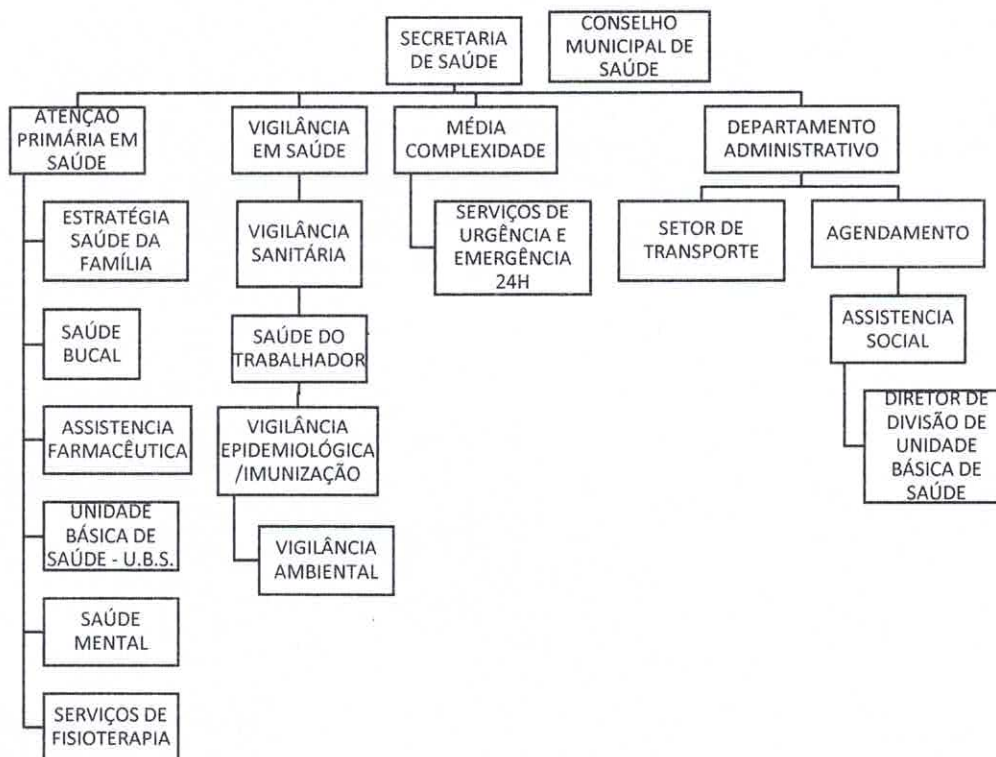 SECRETARIA
DE SAÚDE
CONSELHO
MUNICIPAL DE
SAÚDE
ATENÇÃO
PRIMÁRIA EM
SAÚDE
VIGILÂNCIA
EM SAÚDE
MÉDIA
COMPLEXIDADE
DEPARTAMENTO
ADMINISTRATIVO
ESTRATÉGIA
SAÚDE DA
FAMÍLIA
VIGILÂNCIA
SANITÁRIA
SERVIÇOS DE
URGÊNCIA E
EMERGÊNCIA
24H
SETOR DE
TRANSPORTE
AGENDAMENTO
SAÚDE
BUCAL
SAÚDE DO
TRABALHADOR
ASSISTENCIA
SOCIAL
ASSISTENCIA
FARMACÊUTICA
VIGILÂNCIA
EPIDEMIOLÓGICA
/IMUNIZAÇÃO
DIRETOR DE
DIVISÃO DE
UNIDADE
BÁSICA DE
SAÚDE
UNIDADE
BÁSICA DE
SAÚDE - U.B.S.
VIGILÂNCIA
AMBIENTAL
SAÚDE
MENTAL
SERVIÇOS DE
FISIOTERAPIA